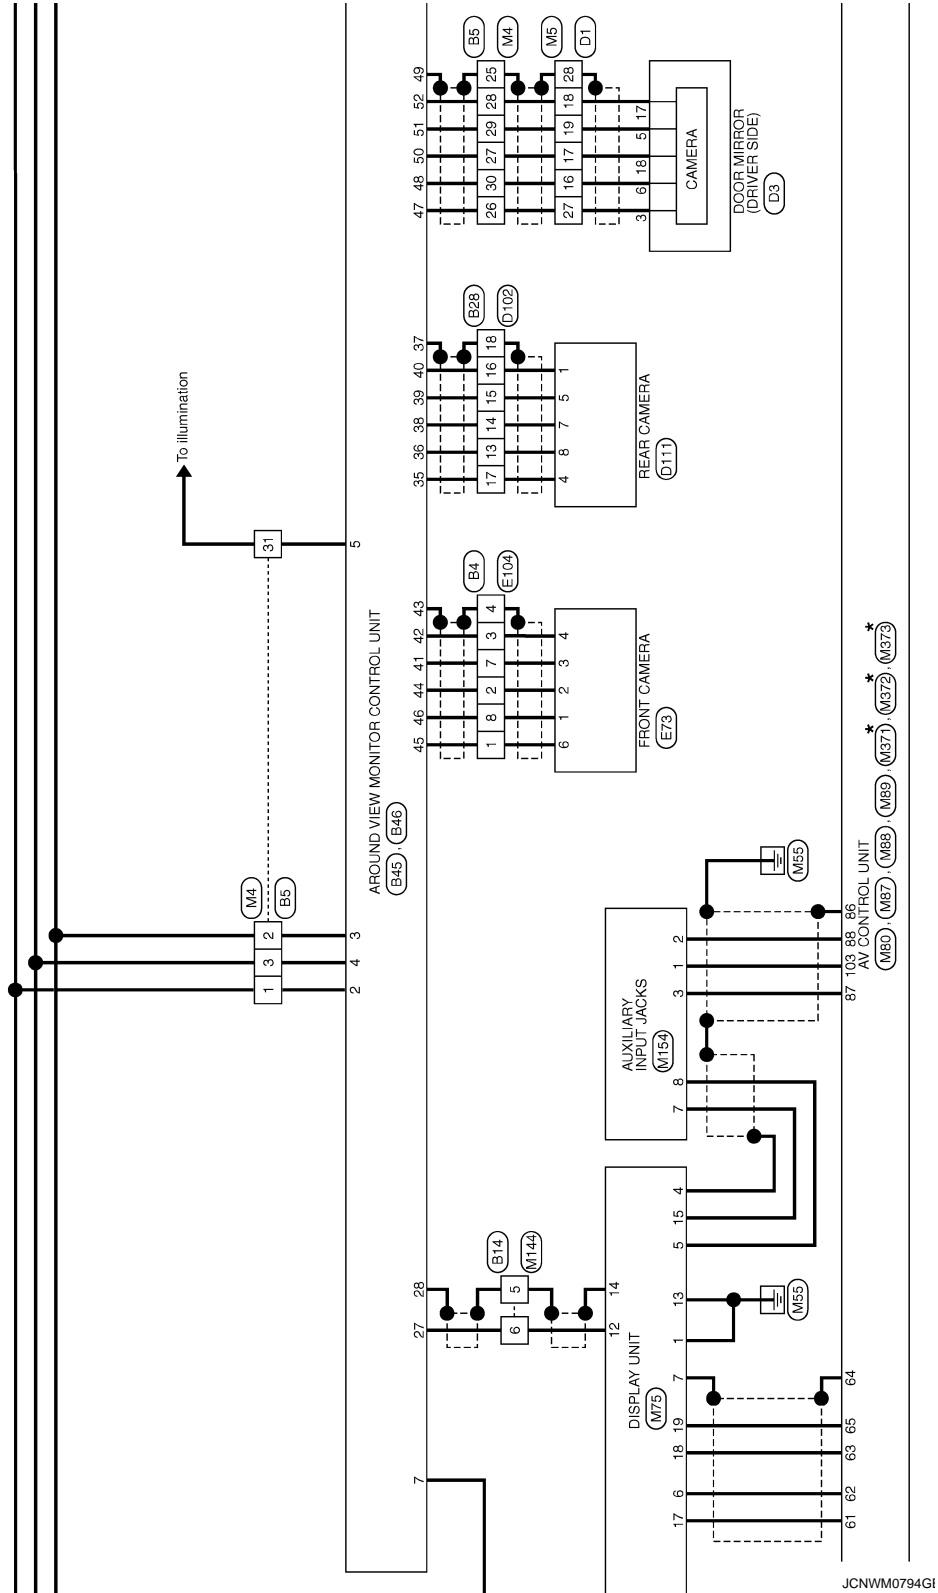 To illumination
M4
B5
1 3 2 31
2 4 3 5
AROUND VIEW MONITOR CONTROL UNIT
B45 , B46
7 27 28
45 46 44 41 42 43
35 36 38 39 40 37
47 48 50 51 52 49
B14
M144
6 5
12 14
B4
E104
1 8 2 7 3 4
6 1 2 3 4
FRONT CAMERA
E73
B28
D102
17 13 14 15 16 18
4 8 7 5 1
REAR CAMERA
D111
B5
M4
26 30 27 29 28 25
M5
D1
27 16 17 19 18 28
3 6 18 5 17
CAMERA
DOOR MIRROR
(DRIVER SIDE)
D3
DISPLAY UNIT
M75
17 6 18 19 7 1 13 5 15 4
M55
AUXILIARY
INPUT JACKS
M154
7 8 3 1 2
M55
61 62 63 65 64 87 103 88 86
AV CONTROL UNIT
M80 , M87 , M88 , M89 , M371* , M372* , M373*
JCNWM0794GE